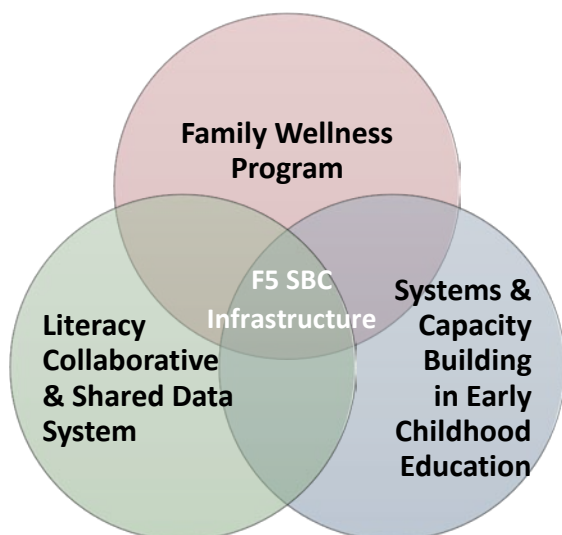 Family Wellness
Program
F5 SBC
Infrastructure
Literacy
Collaborative
& Shared Data
System
Systems &
Capacity
Building
in Early
Childhood
Education